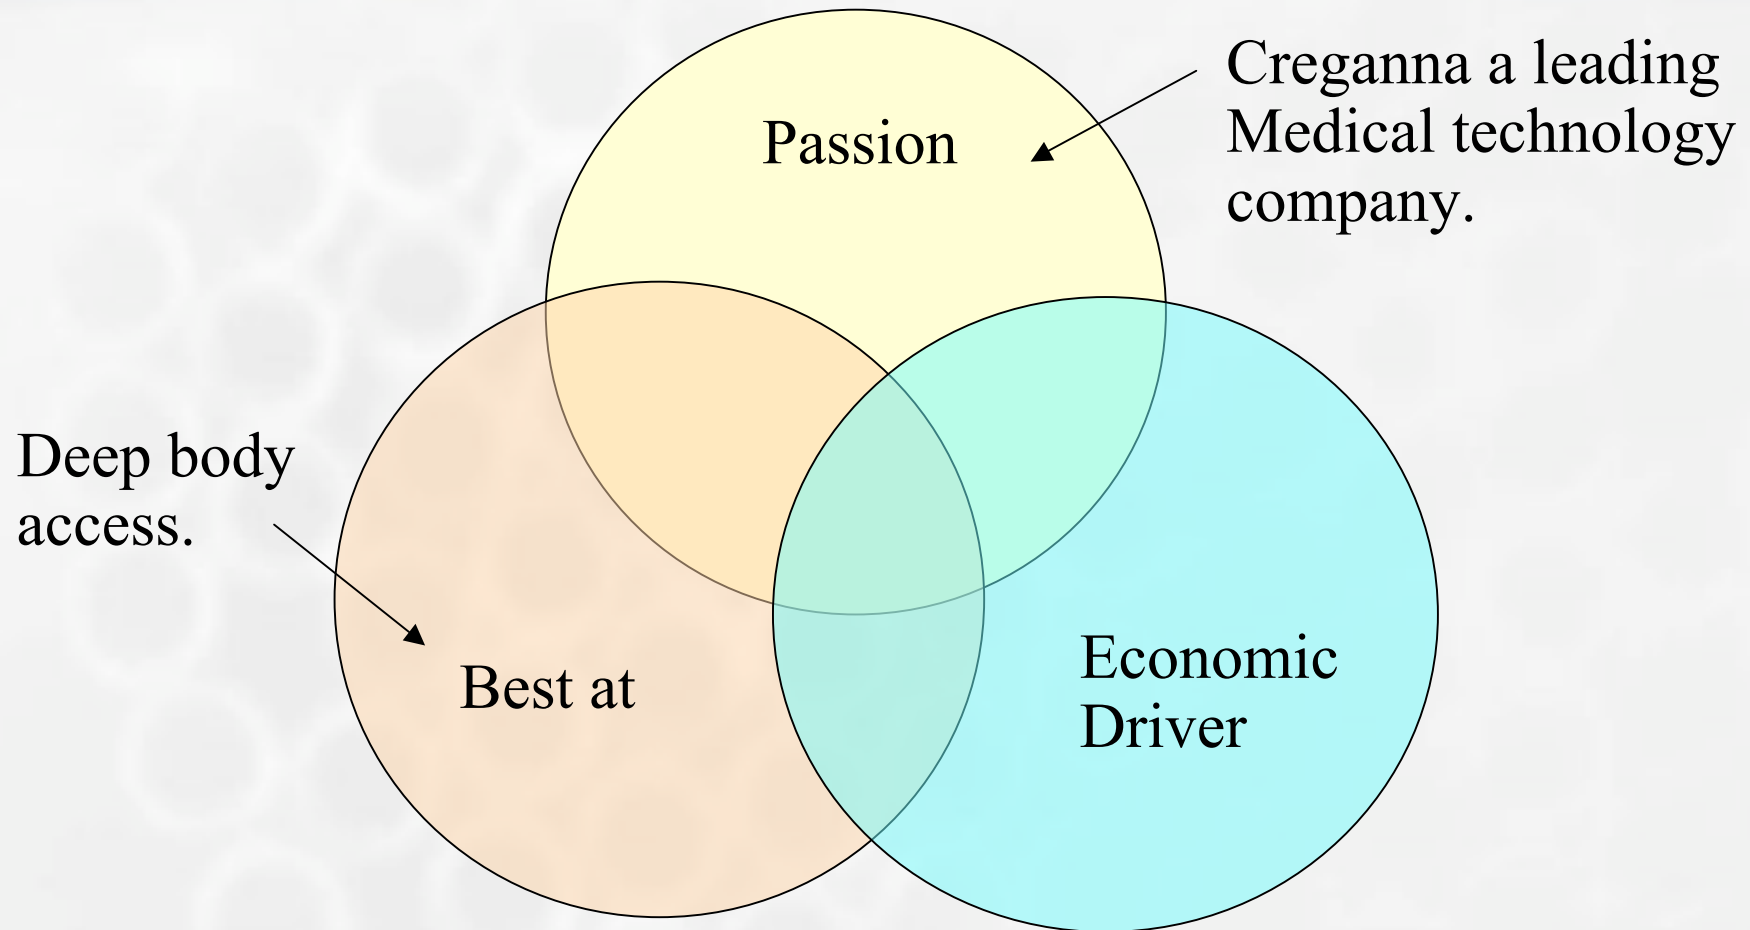 Passion
Creganna a leading
Medical technology
company.
Deep body
access.
Best at
Economic
Driver